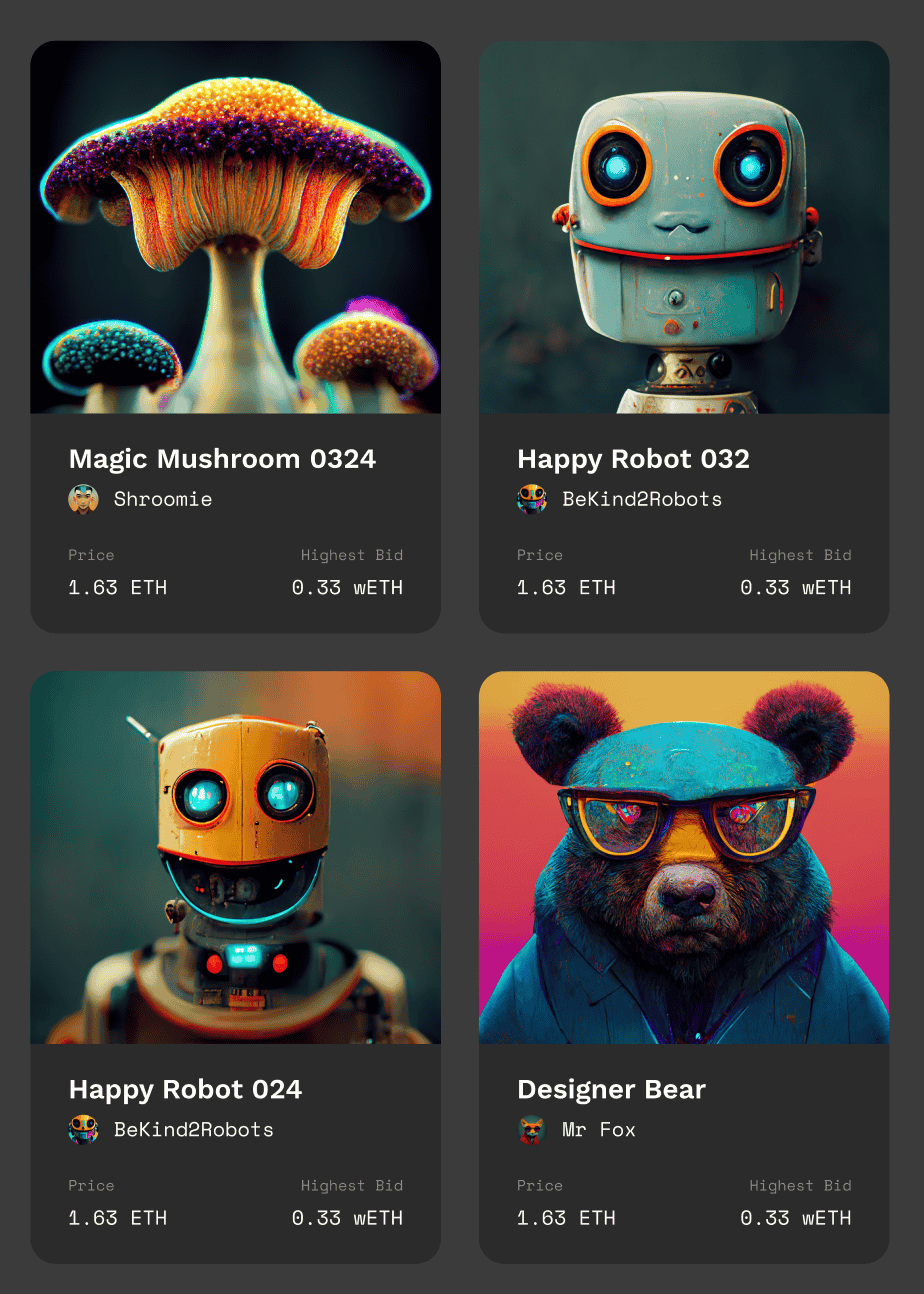 Magic Mushroom 0324
Shroomie
Price Highest Bid
1.63 ETH 0.33 wETH
Happy Robot 032
BeKind2Robots
Price Highest Bid
1.63 ETH 0.33 wETH
Happy Robot 024
BeKind2Robots
Price Highest Bid
1.63 ETH 0.33 wETH
Designer Bear
Mr Fox
Price Highest Bid
1.63 ETH 0.33 wETH